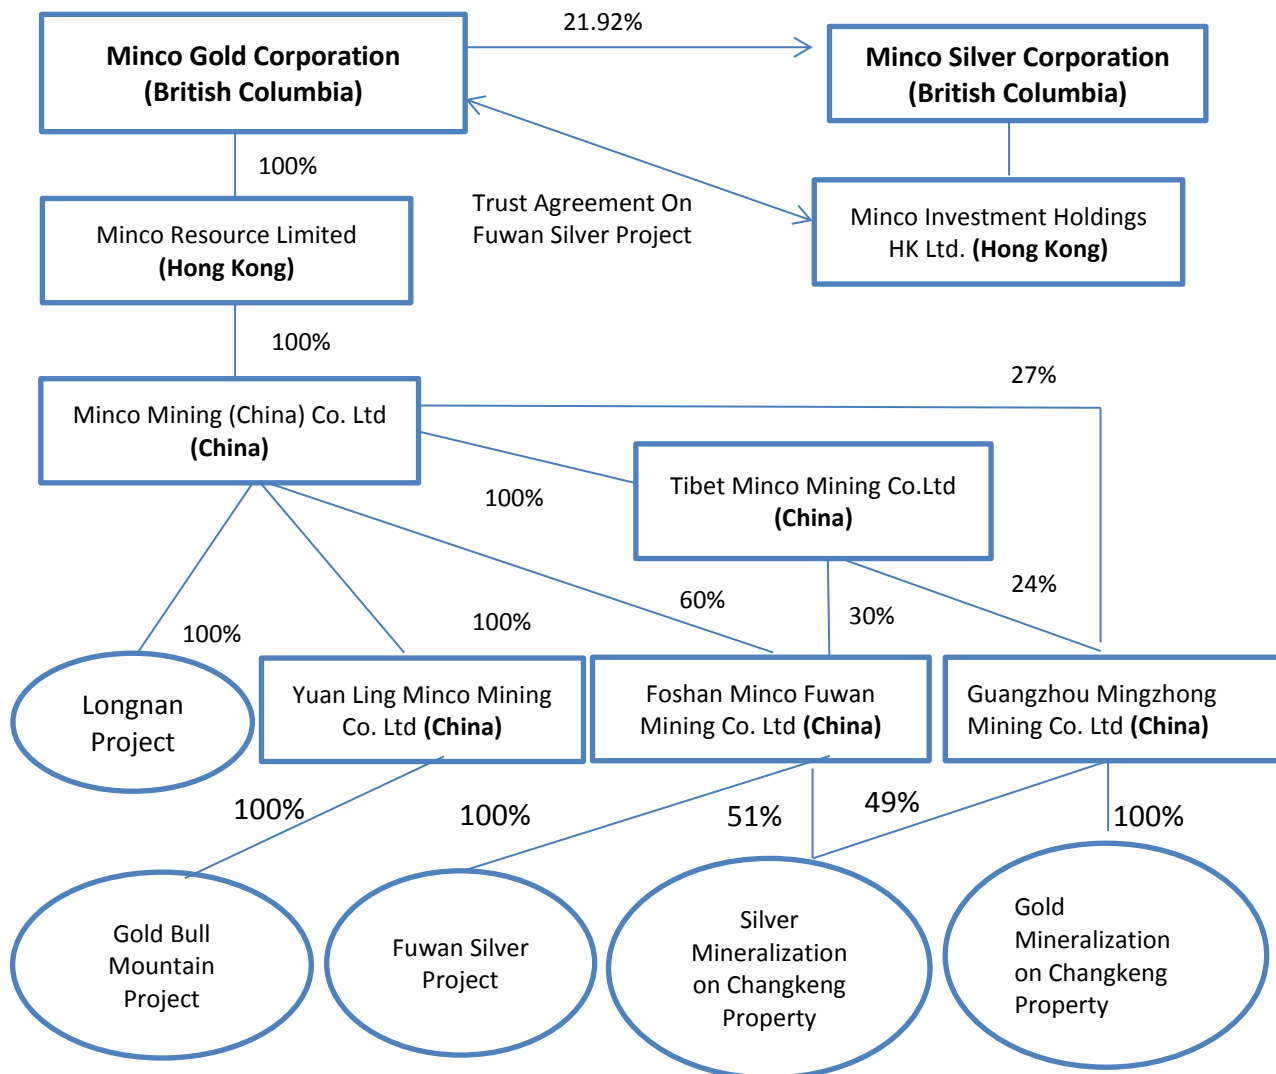 21.92%
Minco Gold Corporation
(British Columbia)
Minco Silver Corporation
(British Columbia)
100%
Trust Agreement On
Fuwan Silver Project
Minco Resource Limited
(Hong Kong)
Minco Investment Holdings
HK Ltd. (Hong Kong)
100%
27%
Minco Mining (China) Co. Ltd
(China)
100%
Tibet Minco Mining Co.Ltd
(China)
60%
30%
24%
100%
100%
Longnan
Project
Yuan Ling Minco Mining
Co. Ltd (China)
Foshan Minco Fuwan
Mining Co. Ltd (China)
Guangzhou Mingzhong
Mining Co. Ltd (China)
100%
100%
51%
49%
100%
Gold Bull
Mountain
Project
Fuwan Silver
Project
Silver
Mineralization
on Changkeng
Property
Gold
Mineralization
on Changkeng
Property